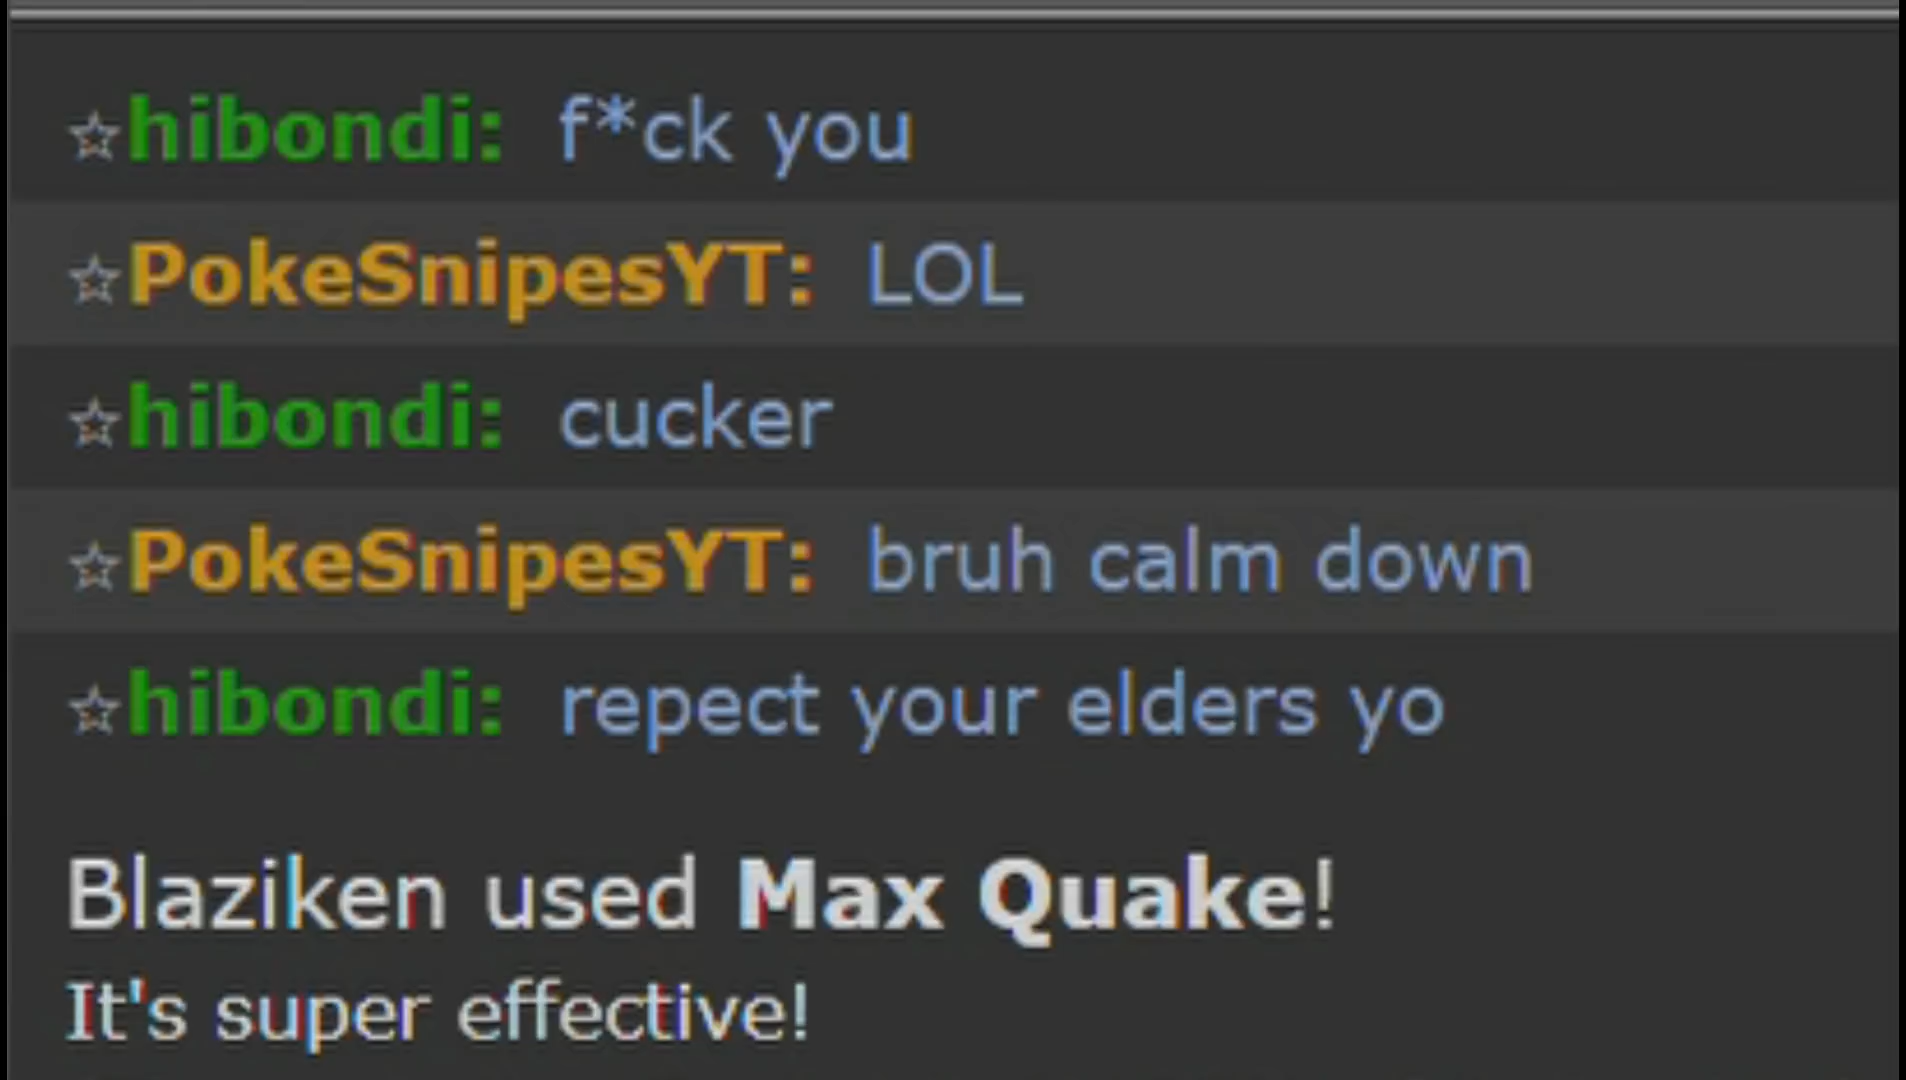 ☆hibondi: f*ck you
☆PokeSnipesYT: LOL
☆hibondi: cucker
☆PokeSnipesYT: bruh calm down
☆hibondi: repect your elders yo
Blaziken used Max Quake!
It's super effective!